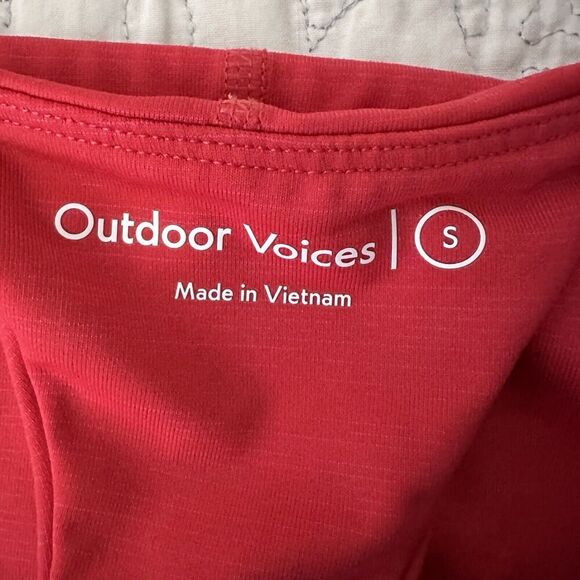 Outdoor Voices | S
Made in Vietnam